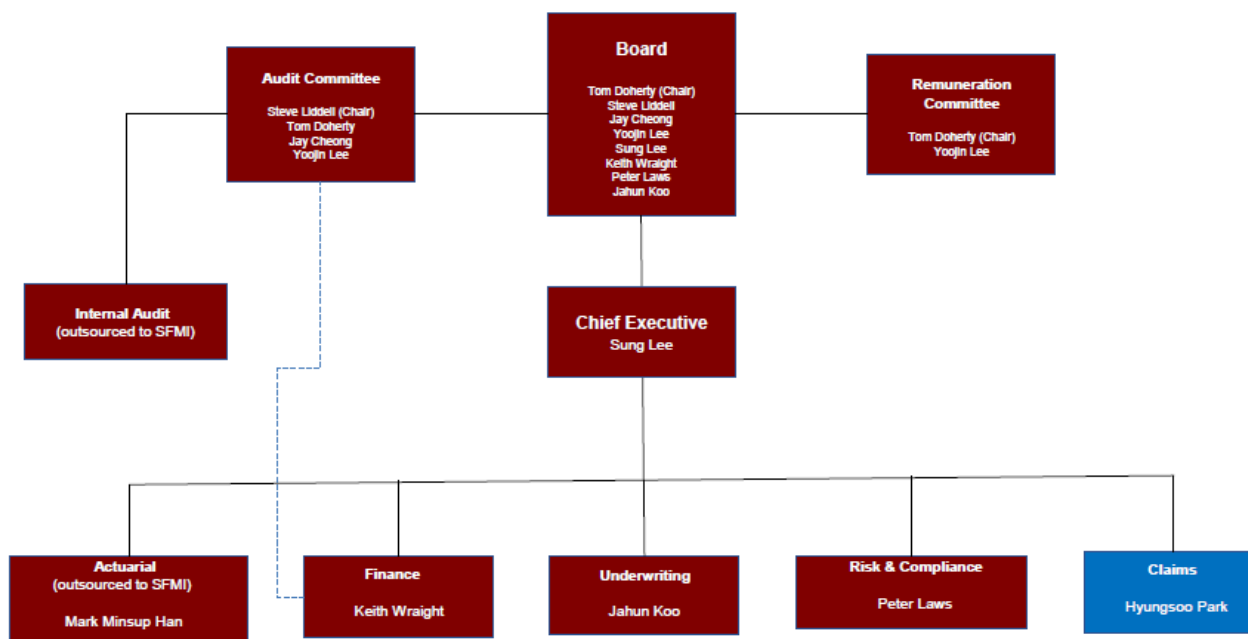 Board
Tom Doherty (Chair)
Steve Liddell
Jay Cheong
Yoojin Lee
Sung Lee
Keith Wraight
Peter Laws
Jahun Koo
Audit Committee
Steve Liddell (Chair)
Tom Doherty
Jay Cheong
Yoojin Lee
Remuneration
Committee
Tom Doherty (Chair)
Yoojin Lee
Internal Audit
(outsourced to SFMI)
Chief Executive
Sung Lee
Actuarial
(outsourced to SFMI)
Mark Minsup Han
Finance
Keith Wraight
Underwriting
Jahun Koo
Risk & Compliance
Peter Laws
Claims
Hyungsoo Park